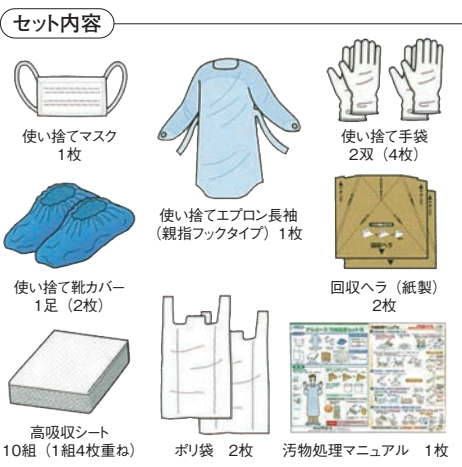 セット内容
使い捨てマスク
1枚
使い捨てエプロン長袖
(親指フックタイプ) 1枚
使い捨て手袋
2双 (4枚)
使い捨て靴カバー
1足 (2枚)
回収ヘラ
回収ヘラ (紙製)
2枚
高吸収シート
10組 (1組4枚重ね)
ポリ袋 2枚
汚物処理マニュアル 1枚